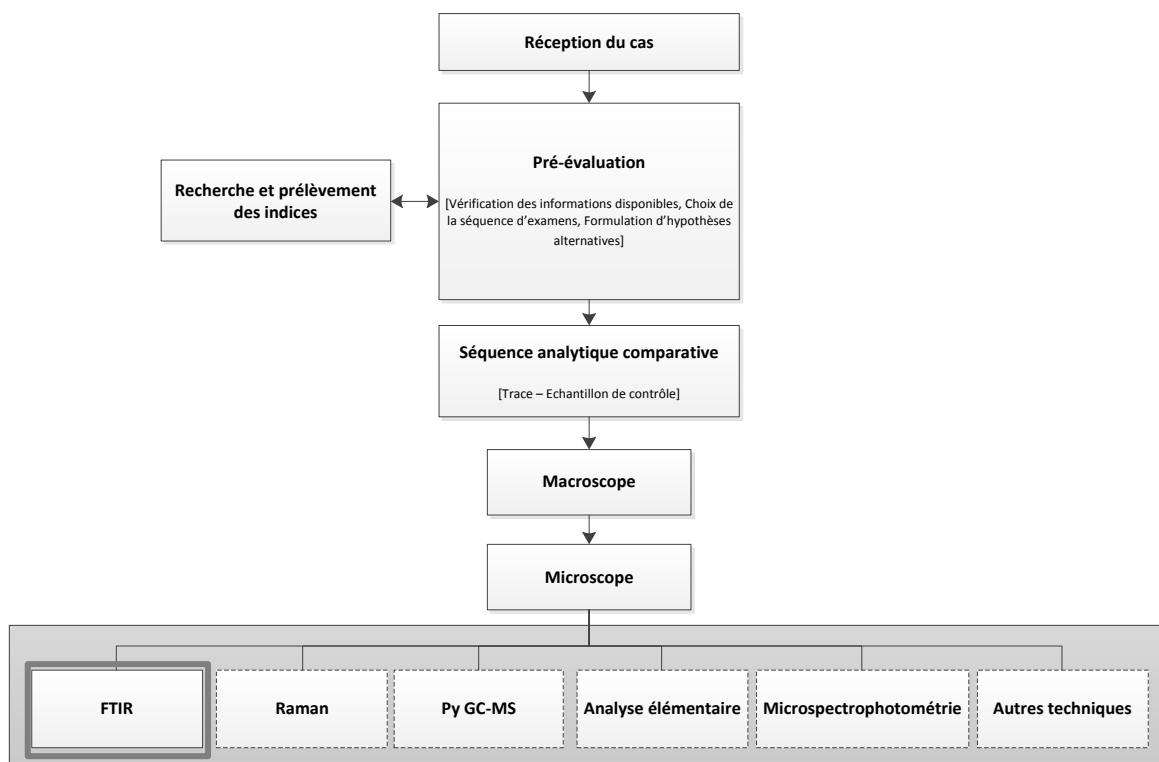 Réception du cas
Pré-évaluation
Recherche et prélèvement
des indices
[Vérification des informations disponibles, Choix de
la séquence d'examens, Formulation d'hypothèses
alternatives]
Séquence analytique comparative
[Trace – Echantillon de contrôle]
Macroscope
Microscope
FTIR
Raman
Py GC-MS
Analyse élémentaire
Microspectrophotométrie
Autres techniques